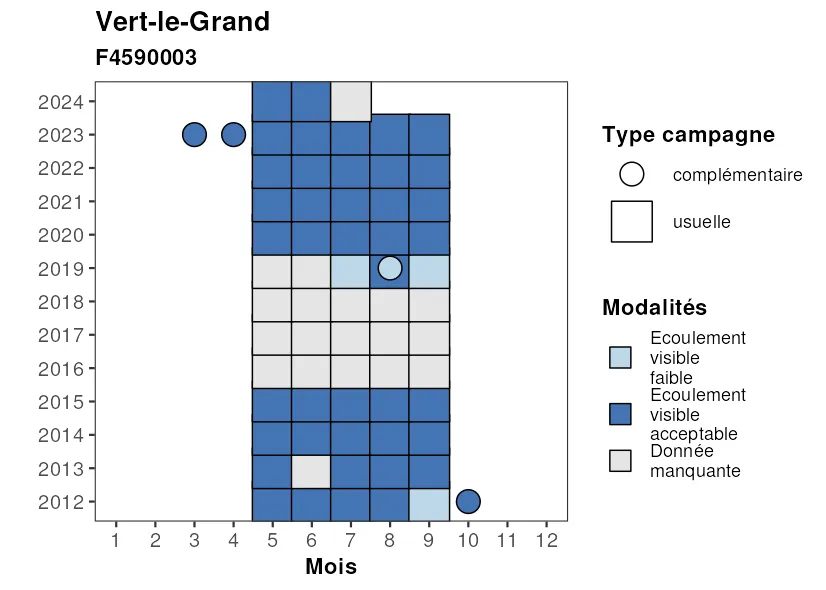 Vert-le-Grand
F4590003
2024
2023
2022
2021
2020
2019
2018
2017
2016
2015
2014
2013
2012
1 2 3 4 5 6 7 8 9 10 11 12
Mois
Type campagne
complémentaire
usuelle
Modalités
Ecoulement
visible
faible
Ecoulement
visible
acceptable
Donnée
manquante